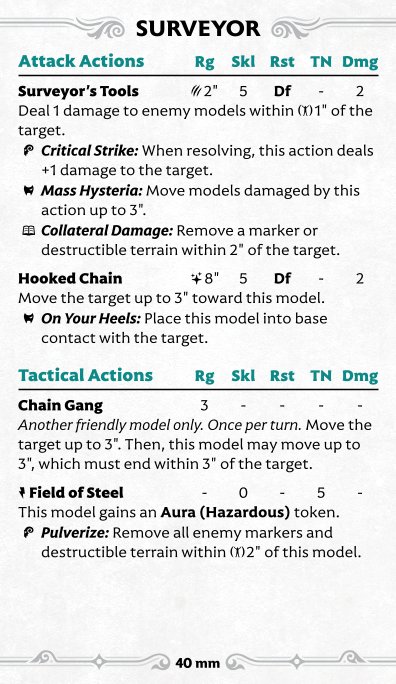 SURVEYOR
Attack Actions Rg Skl Rst TN Dmg
Surveyor's Tools 2" 5 Df - 2
Deal 1 damage to enemy models within 1" of the
target.
Critical Strike: When resolving, this action deals
+1 damage to the target.
Mass Hysteria: Move models damaged by this
action up to 3".
Collateral Damage: Remove a marker or
destructible terrain within 2" of the target.
Hooked Chain 8" 5 Df - 2
Move the target up to 3" toward this model.
On Your Heels: Place this model into base
contact with the target.
Tactical Actions Rg Skl Rst TN Dmg
Chain Gang 3 - - - -
Another friendly model only. Once per turn. Move the
target up to 3". Then, this model may move up to
3", which must end within 3" of the target.
Field of Steel - 0 - 5 -
This model gains an Aura (Hazardous) token.
Pulverize: Remove all enemy markers and
destructible terrain within 2" of this model.
40 mm